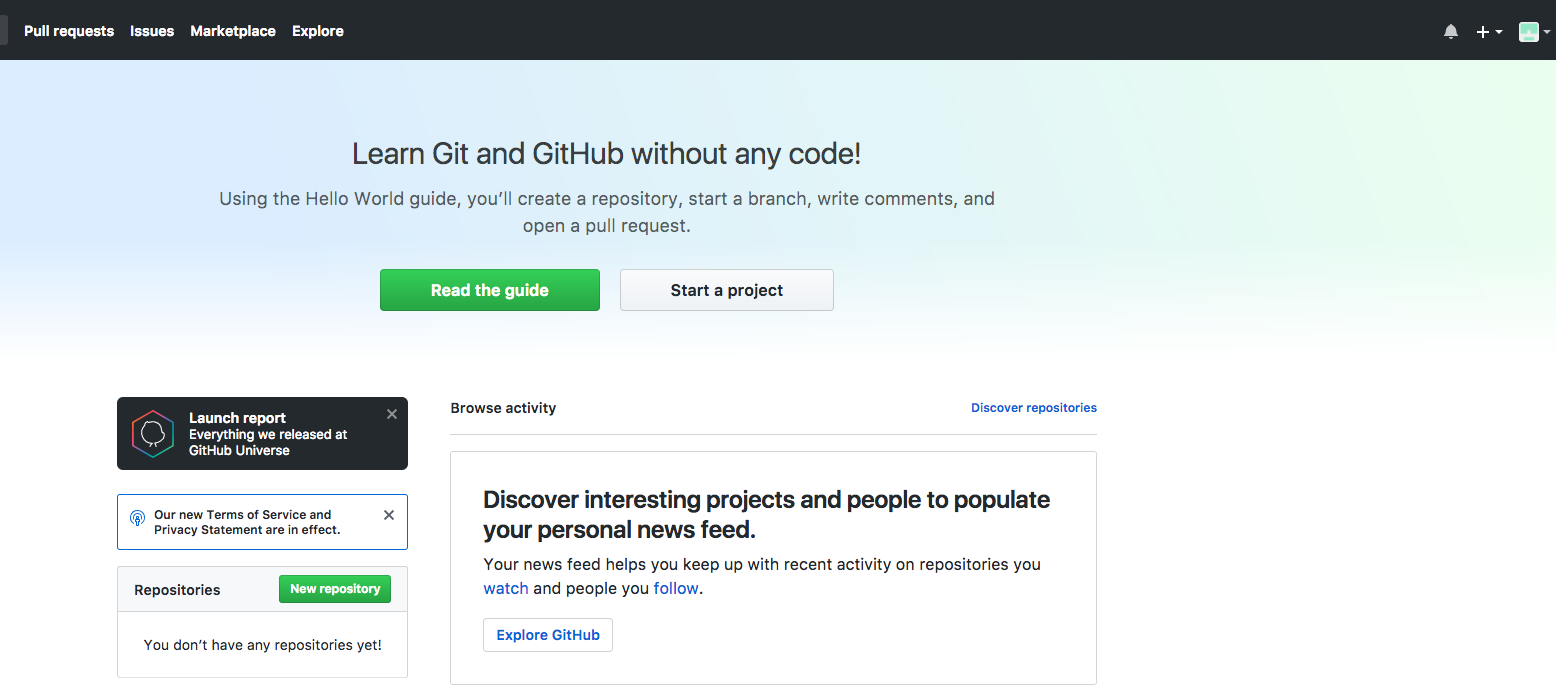 Pull requests Issues Marketplace Explore
Learn Git and GitHub without any code!
Using the Hello World guide, you’ll create a repository, start a branch, write comments, and
open a pull request.
Read the guide Start a project
Launch report
Everything we released at
GitHub Universe
Our new Terms of Service and
Privacy Statement are in effect.
Repositories New repository
You don’t have any repositories yet!
Browse activity Discover repositories
Discover interesting projects and people to populate
your personal news feed.
Your news feed helps you keep up with recent activity on repositories you
watch and people you follow.
Explore GitHub